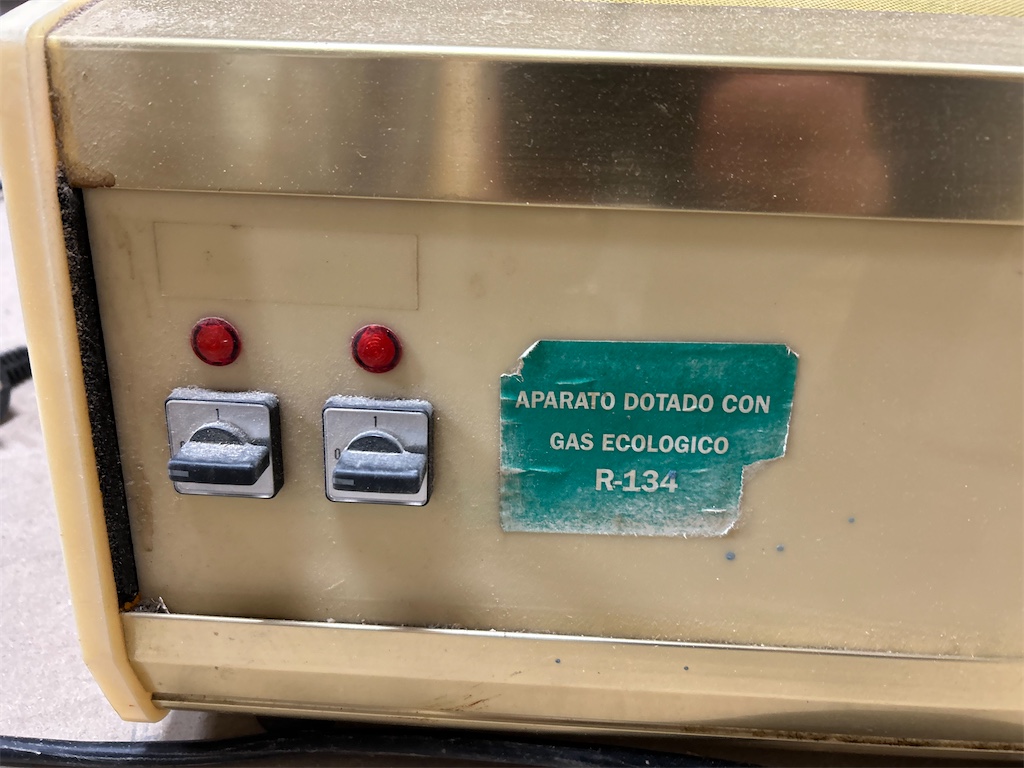 1
1
0
APARATO DOTADO CON
GAS ECOLOGICO
R-134